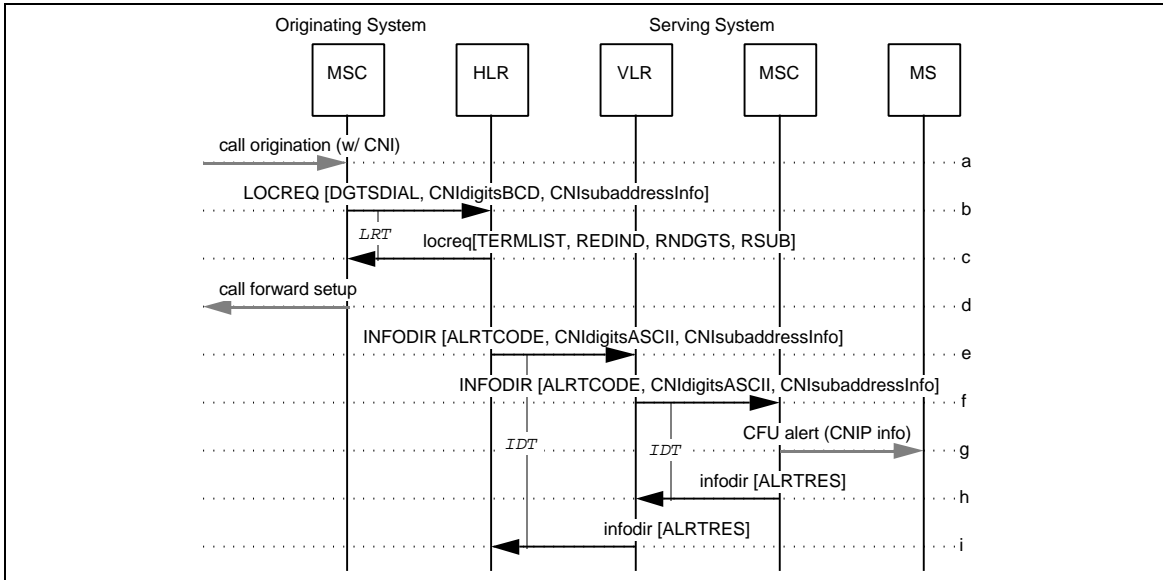 Originating System
Serving System
MSC
HLR
VLR
MSC
MS
call origination (w/ CNI)
a
LOCREQ [DGTSDIAL, CNIdigitsBCD, CNIsubaddressInfo]
b
LRT
locreq[TERMLIST, REDIND, RNDGTS, RSUB]
c
call forward setup
d
INFODIR [ALRTCODE, CNIdigitsASCII, CNIsubaddressInfo]
e
INFODIR [ALRTCODE, CNIdigitsASCII, CNIsubaddressInfo]
f
CFU alert (CNIP info)
IDT
IDT
g
infodir [ALRTRES]
h
infodir [ALRTRES]
i